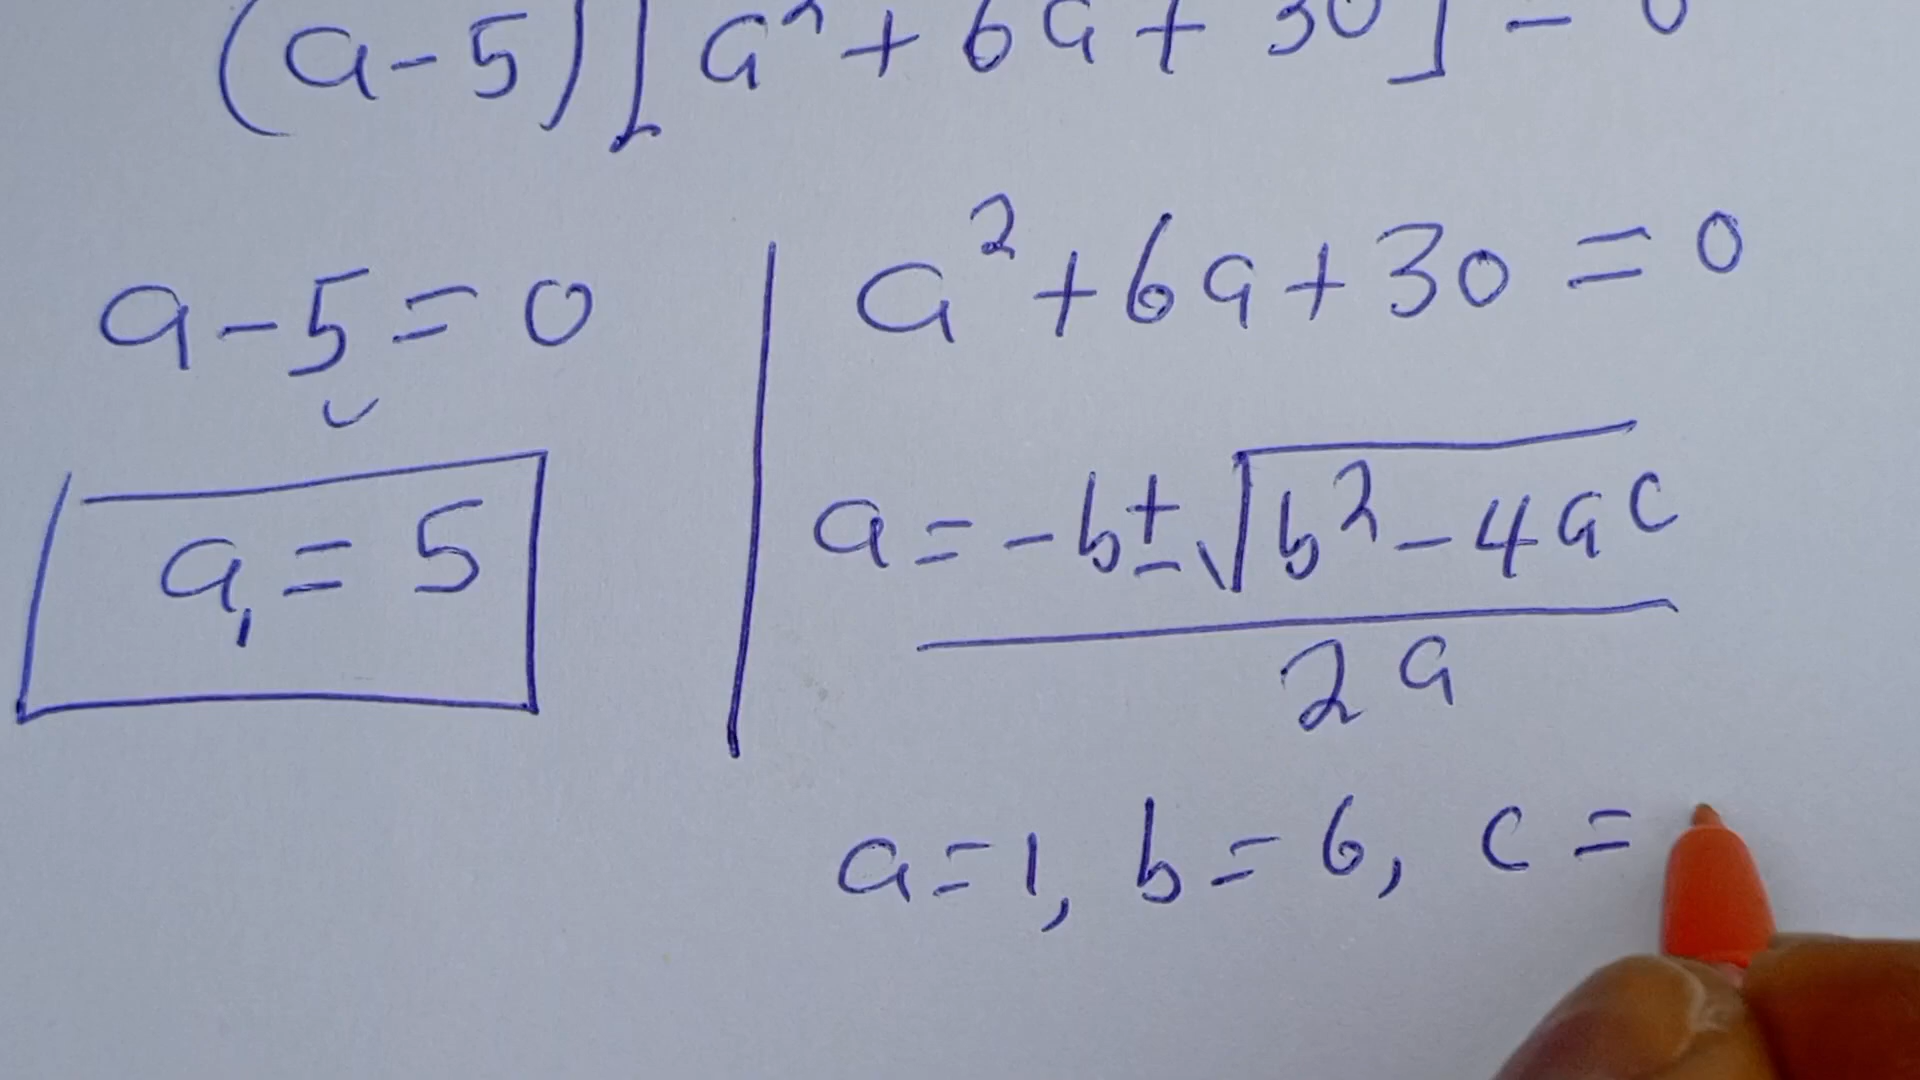 (a-5)[a²+6a+30]=0
a-5=0
a₁=5
a²+6a+30=0
a=-b±√b²-4ac
2a
a=1, b=6, c=